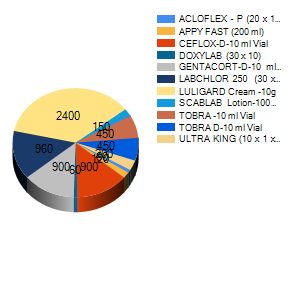 ACLOFLEX - P (20 x 1...
APPY FAST (200 ml)
CEFLOX-D-10 ml Vial
DOXYLAB (30 x 10)
GENTACORT-D-10 ml...
LABCHLOR 250 (30 x...
LULIGARD Cream -10g
SCABLAB Lotion-100...
TOBRA -10 ml Vial
TOBRA D-10 ml Vial
ULTRA KING (10 x 1 x...
2400
150
450
450
960
900
60
900